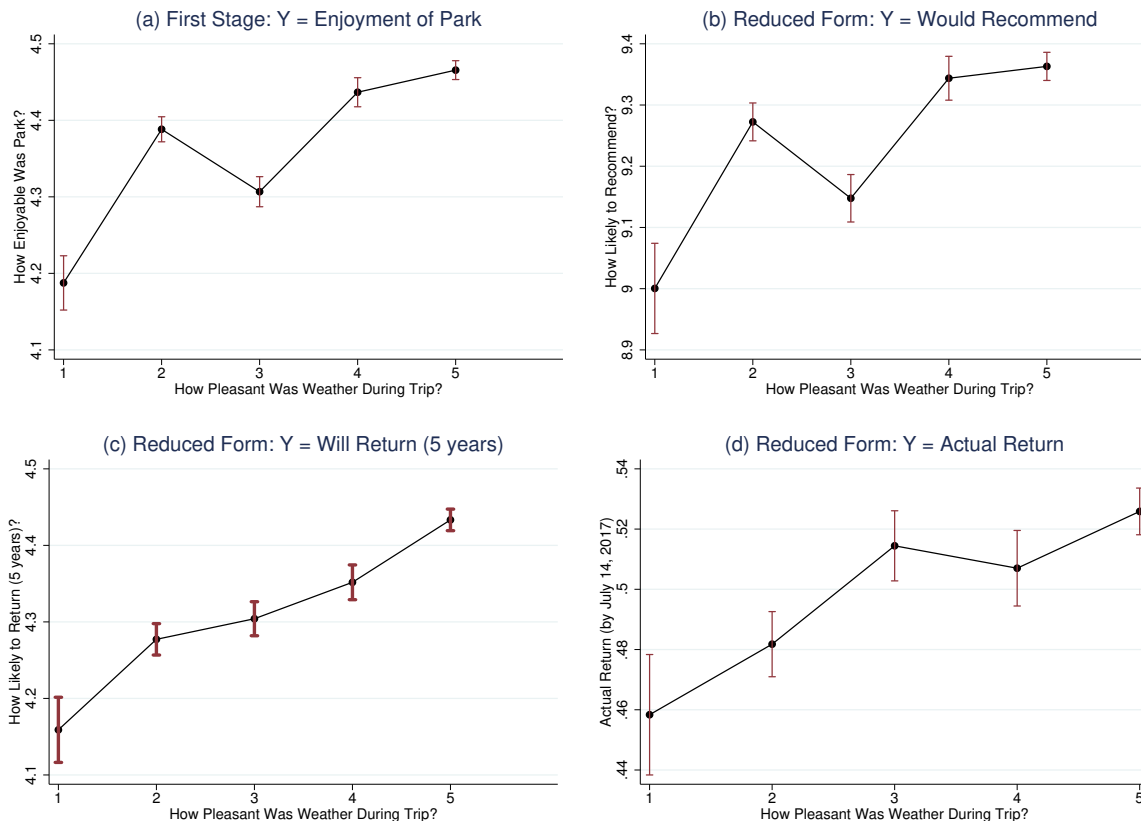 (a) First Stage: Y = Enjoyment of Park
How Enjoyable Was Park?
4.5
4.4
4.3
4.2
4.1
1 2 3 4 5
How Pleasant Was Weather During Trip?
(b) Reduced Form: Y = Would Recommend
How Likely to Recommend?
9.4
9.3
9.2
9.1
9
8.9
1 2 3 4 5
How Pleasant Was Weather During Trip?
(c) Reduced Form: Y = Will Return (5 years)
How Likely to Return (5 years)?
4.5
4.4
4.3
4.2
4.1
1 2 3 4 5
How Pleasant Was Weather During Trip?
(d) Reduced Form: Y = Actual Return
Actual Return (by July 14, 2017)
.54
.52
.5
.48
.46
.44
1 2 3 4 5
How Pleasant Was Weather During Trip?